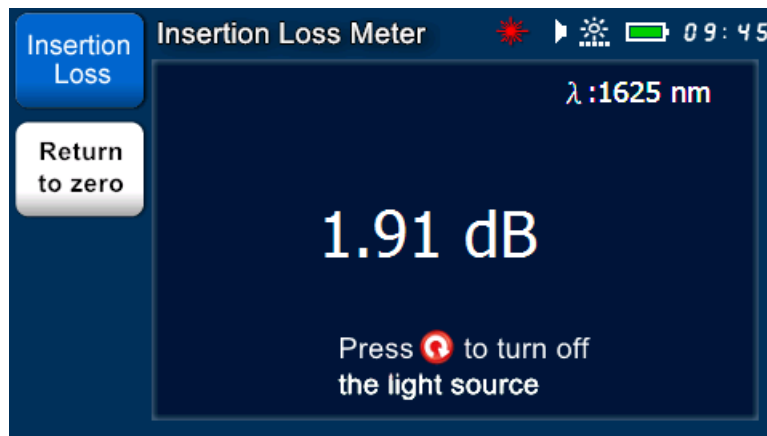 Insertion
Loss
Insertion Loss Meter
09:45
Return
to zero
λ:1625 nm
1.91 dB
Press to turn off
the light source